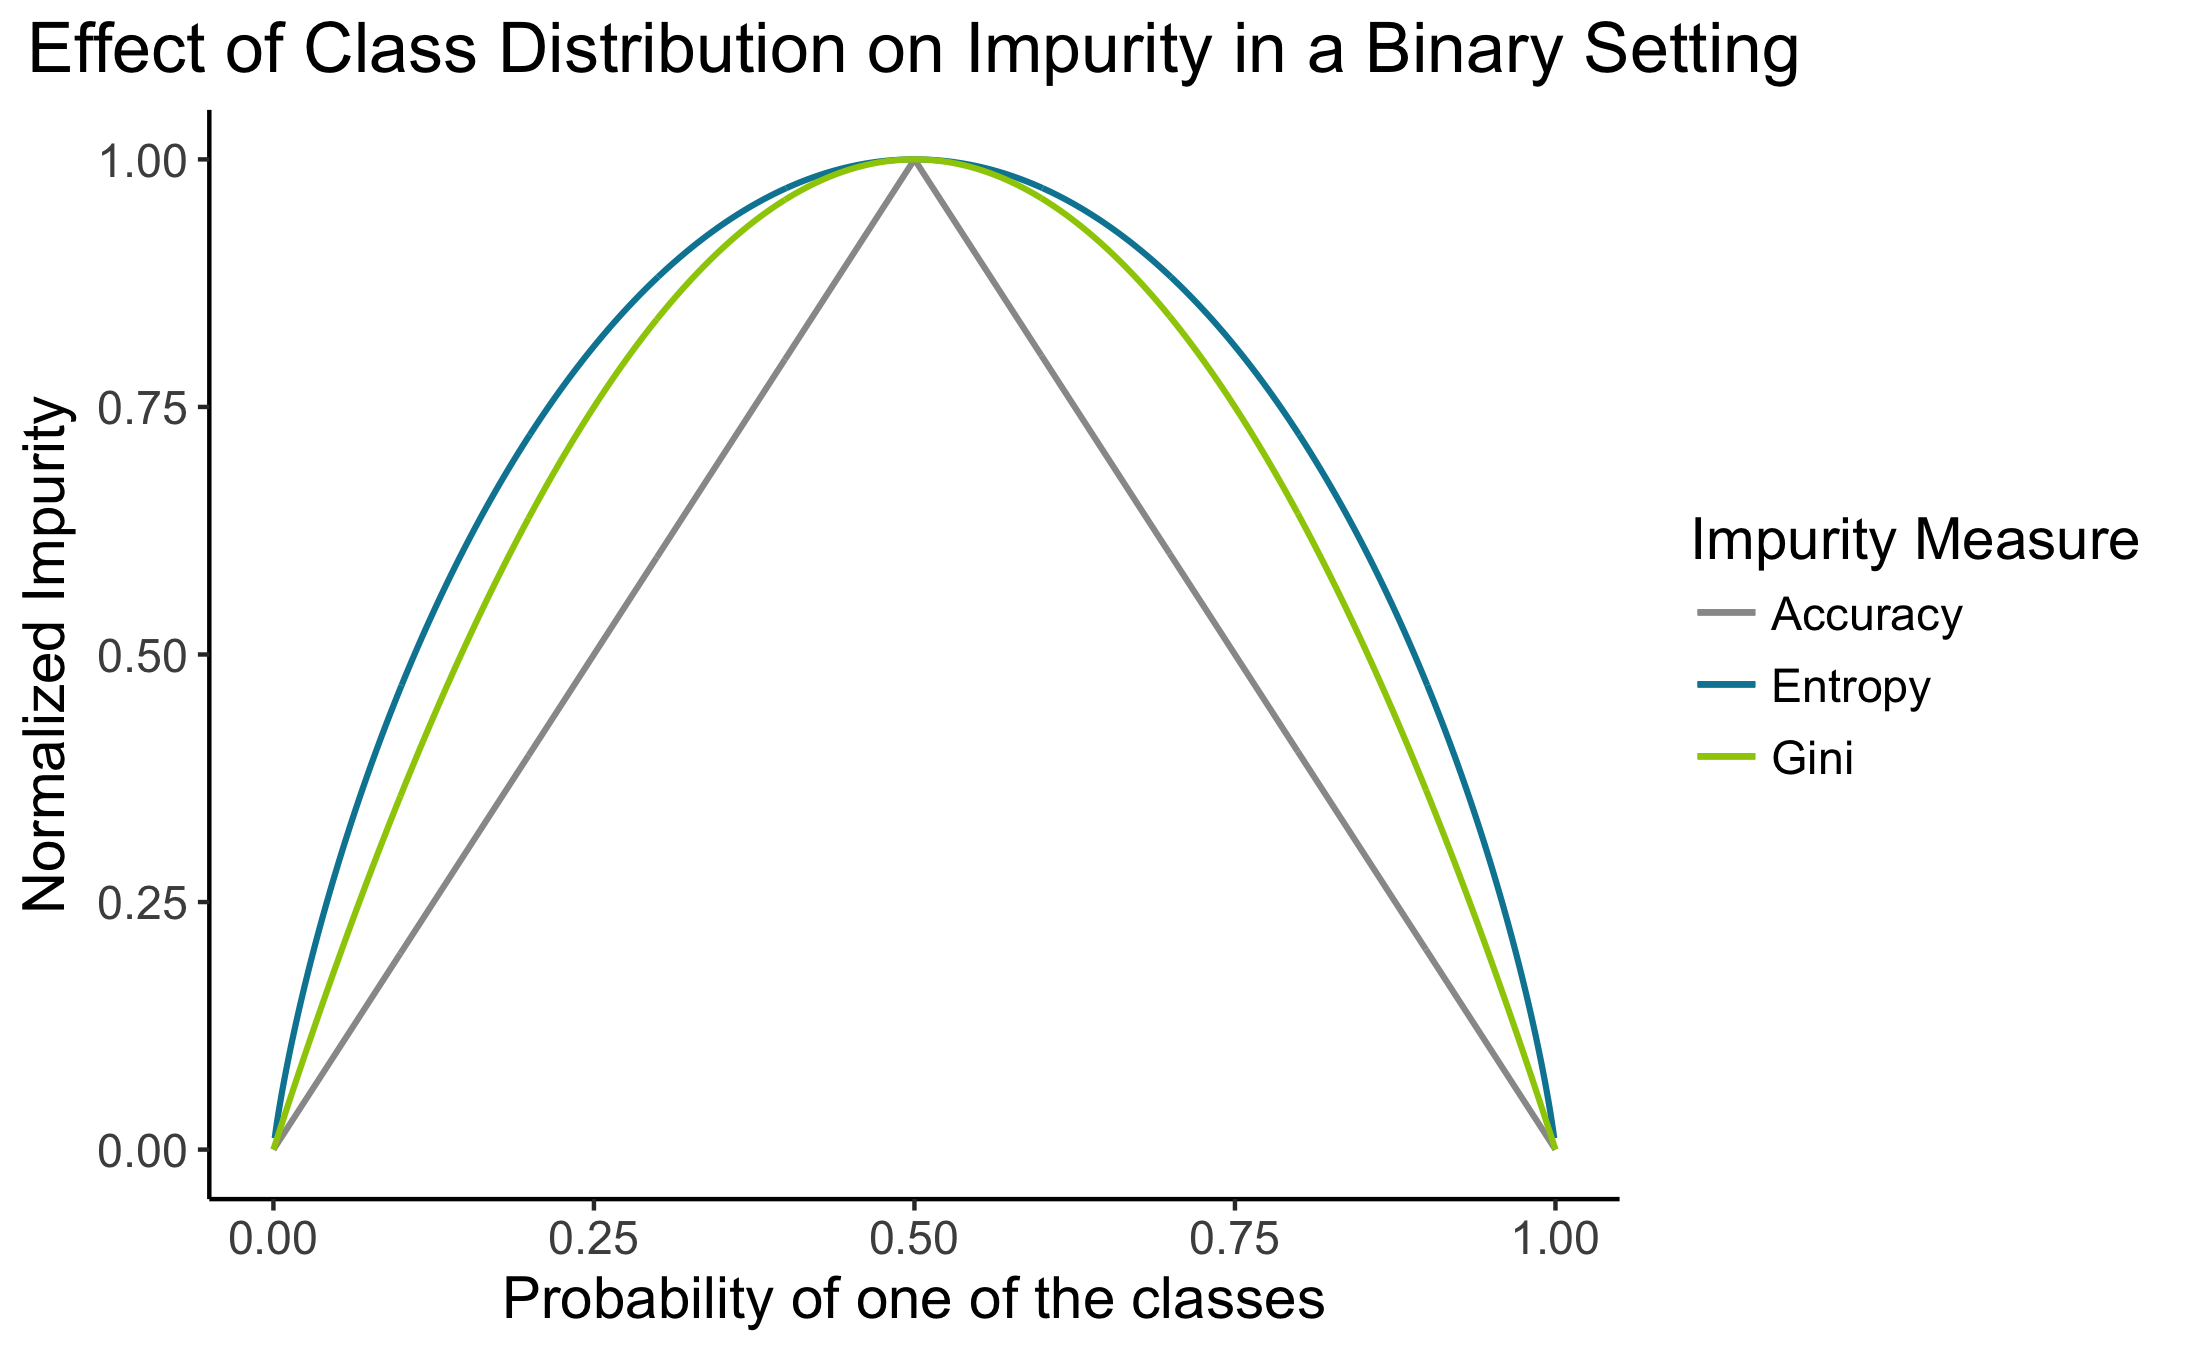 Effect of Class Distribution on Impurity in a Binary Setting
Normalized Impurity
1.00
0.75
0.50
0.25
0.00
0.00 0.25 0.50 0.75 1.00
Probability of one of the classes
Impurity Measure
Accuracy
Entropy
Gini